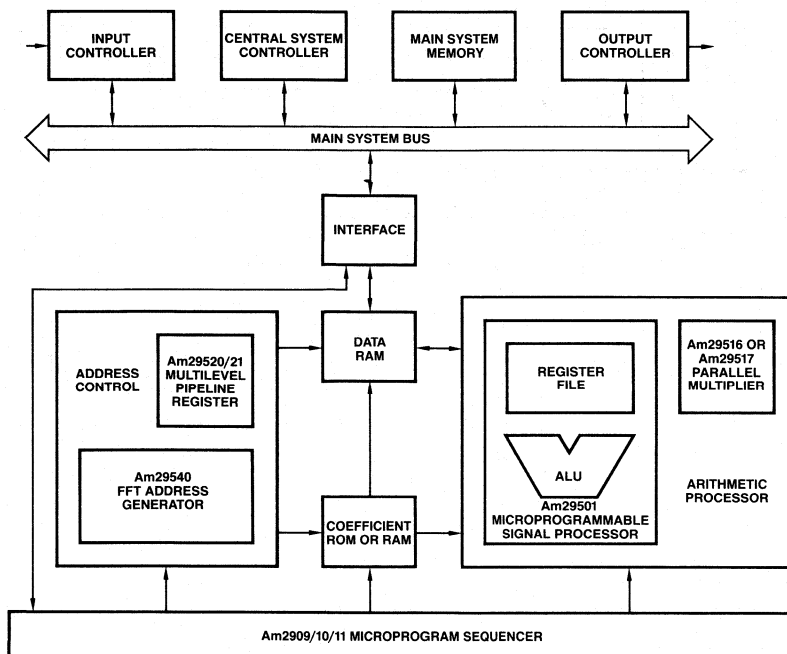 INPUT
CONTROLLER
CENTRAL SYSTEM
CONTROLLER
MAIN SYSTEM
MEMORY
OUTPUT
CONTROLLER
MAIN SYSTEM BUS
INTERFACE
ADDRESS
CONTROL
Am29520/21
MULTILEVEL
PIPELINE
REGISTER
Am29540
FFT ADDRESS
GENERATOR
DATA
RAM
COEFFICIENT
ROM OR RAM
REGISTER
FILE
ALU
Am29501
MICROPROGRAMMABLE
SIGNAL PROCESSOR
Am29516 OR
Am29517
PARALLEL
MULTIPLIER
ARITHMETIC
PROCESSOR
Am2909/10/11 MICROPROGRAM SEQUENCER